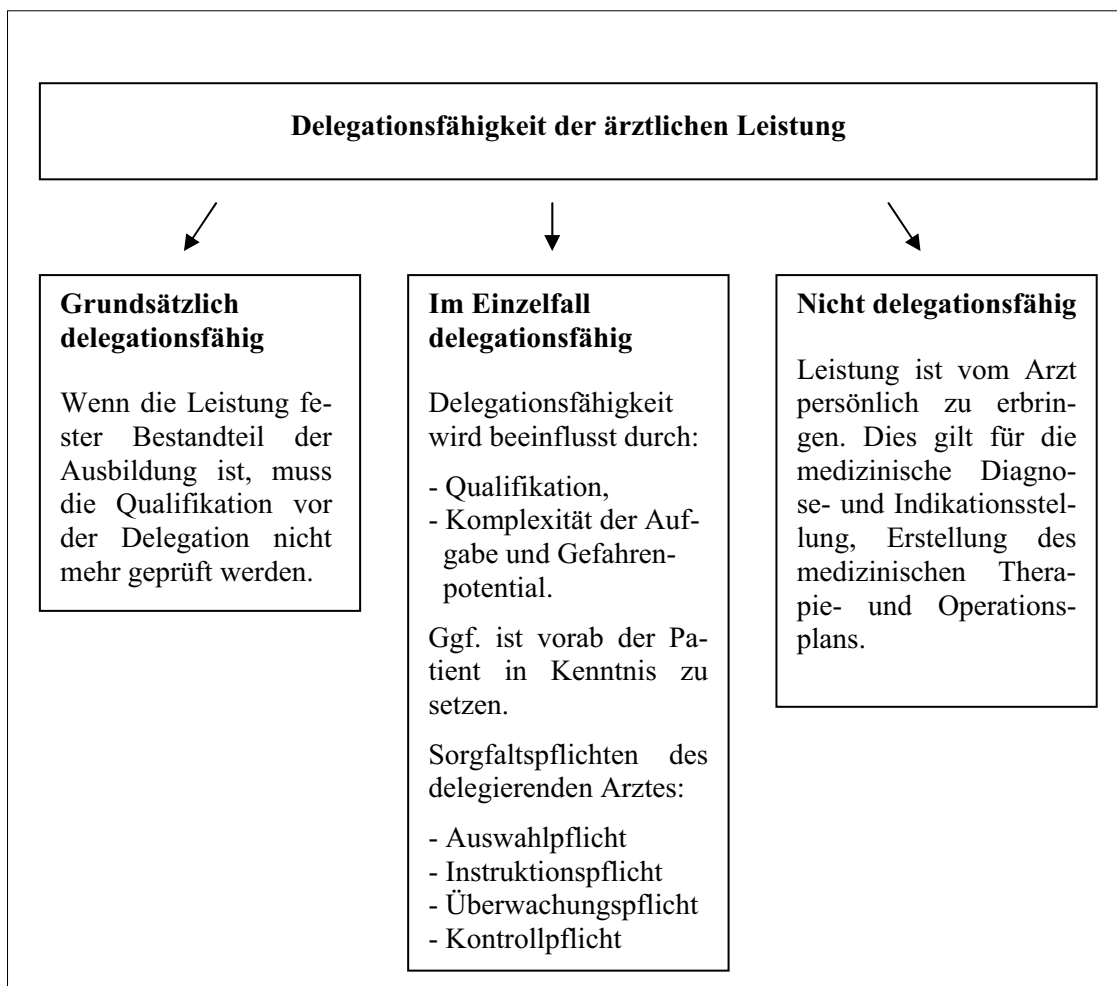 Delegationsfähigkeit der ärztlichen Leistung
Grundsätzlich
delegationsfähig
Wenn die Leistung fe-
ster Bestandteil der
Ausbildung ist, muss
die Qualifikation vor
der Delegation nicht
mehr geprüft werden.
Im Einzelfall
delegationsfähig
Delegationsfähigkeit
wird beeinflusst durch:
- Qualifikation,
- Komplexität der Auf-
gabe und Gefahren-
potential.
Ggf. ist vorab der Pa-
tient in Kenntnis zu
setzen.
Sorgfaltspflichten des
delegierenden Arztes:
- Auswahlpflicht
- Instruktionspflicht
- Überwachungspflicht
- Kontrollpflicht
Nicht delegationsfähig
Leistung ist vom Arzt
persönlich zu erbrin-
gen. Dies gilt für die
medizinische Diagno-
se- und Indikationsstel-
lung, Erstellung des
medizinischen Thera-
pie- und Operations-
plans.